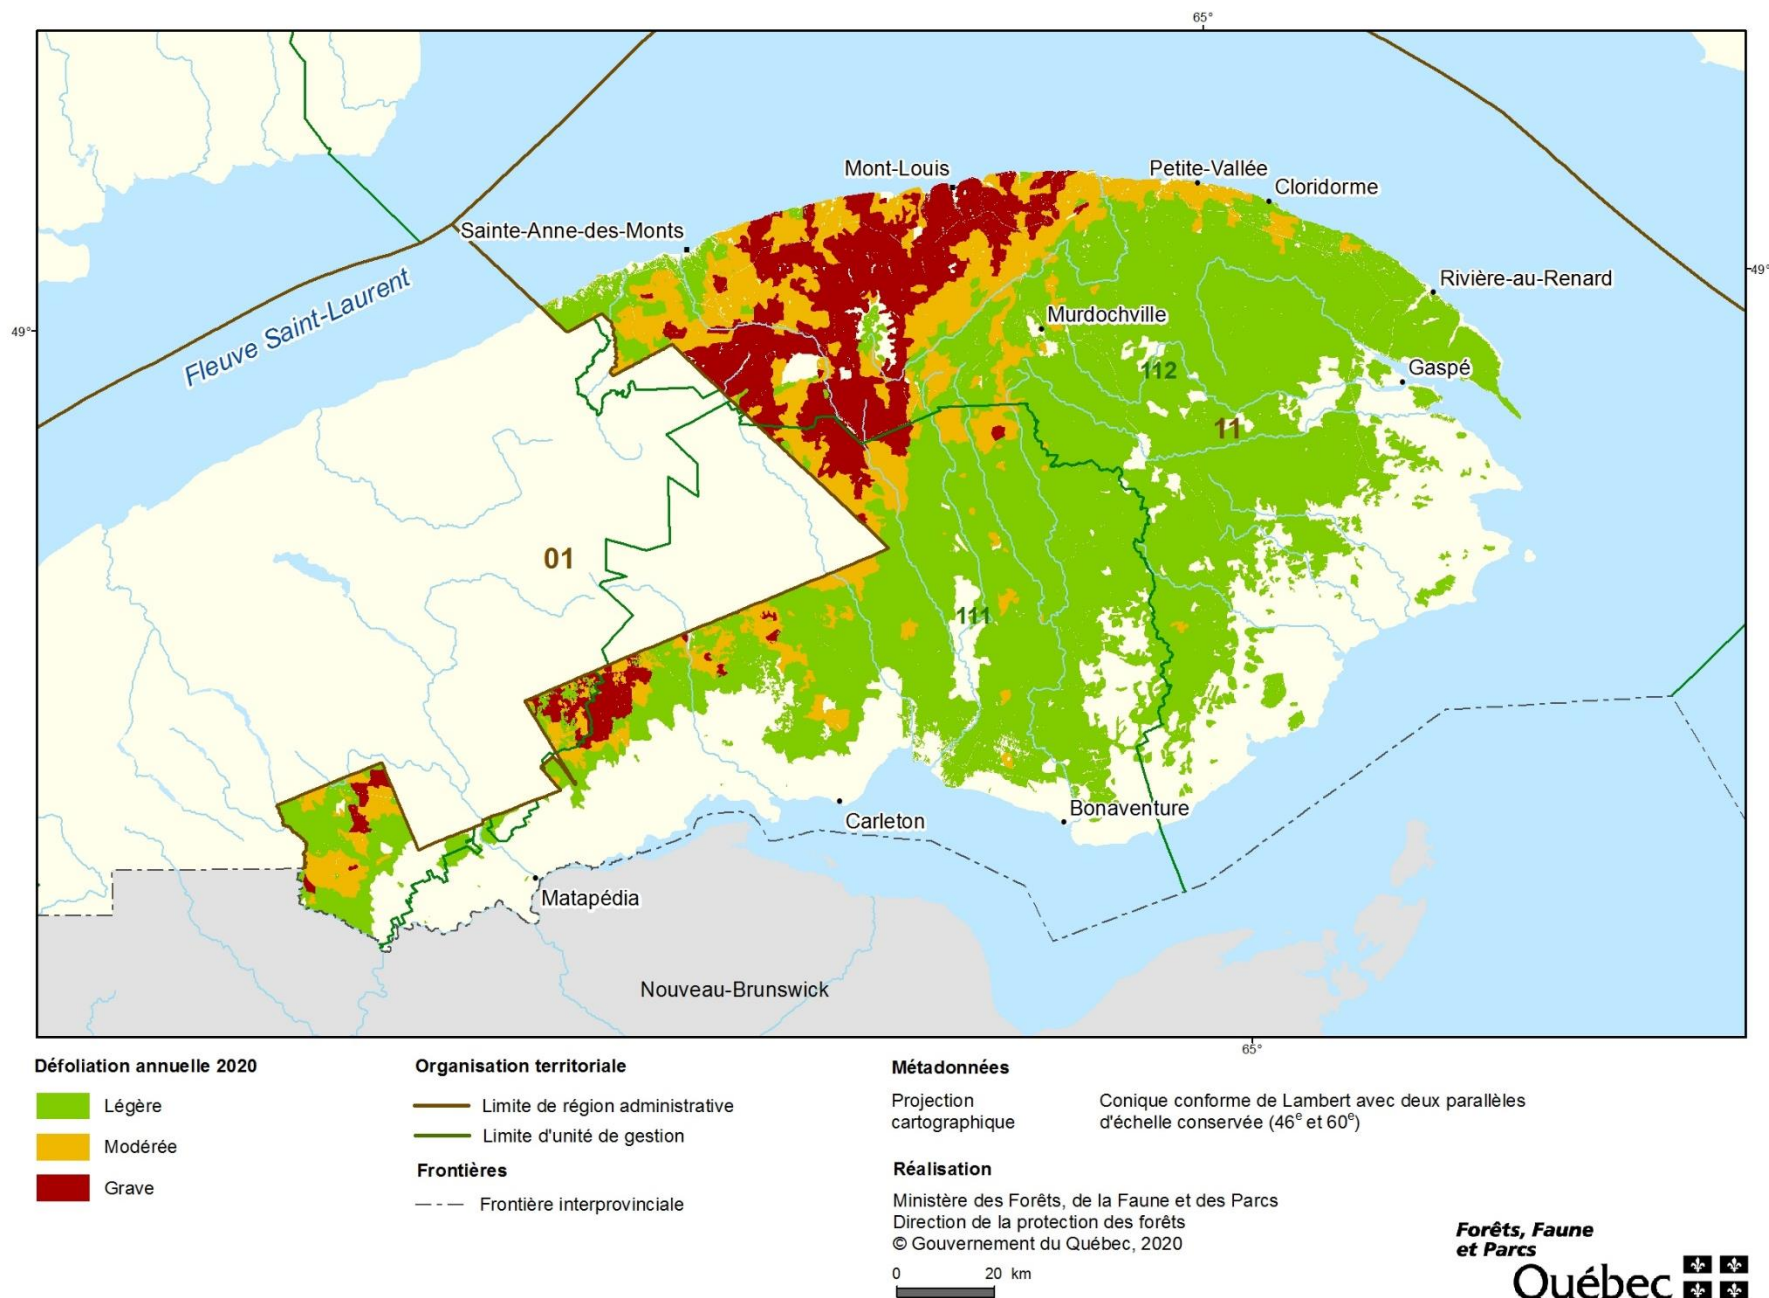 65°
Mont-Louis
Petite-Vallée
Cloridorme
Sainte-Anne-des-Monts
49°
Rivière-au-Renard
Fleuve Saint-Laurent
Murdochville
49°
Gaspé
112
11
01
111
Carleton
Bonaventure
Matapédia
Nouveau-Brunswick
65°
Défoliation annuelle 2020
Légère
Modérée
Grave
Organisation territoriale
Limite de région administrative
Limite d'unité de gestion
Frontières
Frontière interprovinciale
Métadonnées
Projection
cartographique
Conique conforme de Lambert avec deux parallèles
d'échelle conservée (46e et 60e)
Réalisation
Ministère des Forêts, de la Faune et des Parcs
Direction de la protection des forêts
© Gouvernement du Québec, 2020
0 20 km
Forêts, Faune
et Parcs
Québec